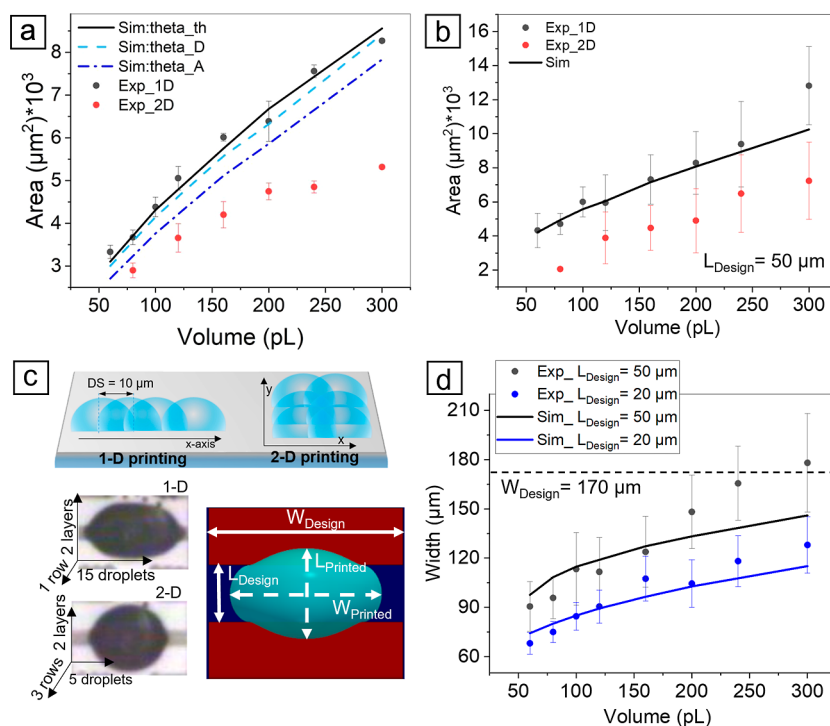 a
Sim:theta_th
Sim:theta_D
Sim:theta_A
Exp_1D
Exp_2D
Area (µm²)*10³
8
7
6
5
4
3
50
100
150
200
250
300
Volume (pL)
b
Exp_1D
Exp_2D
Sim
Area (µm²)*10³
16
14
12
10
8
6
4
2
L_Design = 50 µm
50
100
150
200
250
300
Volume (pL)
c
DS = 10 µm
x-axis
1-D printing
y
x
2-D printing
1-D
2 layers
1 row
15 droplets
2-D
2 layers
3 rows
5 droplets
W_Design
L_Design
L_Printed
W_Printed
d
Exp_ L_Design= 50 µm
Exp_ L_Design= 20 µm
Sim_ L_Design= 50 µm
Sim_ L_Design= 20 µm
Width (µm)
210
180
150
120
90
60
W_Design= 170 µm
50
100
150
200
250
300
Volume (pL)